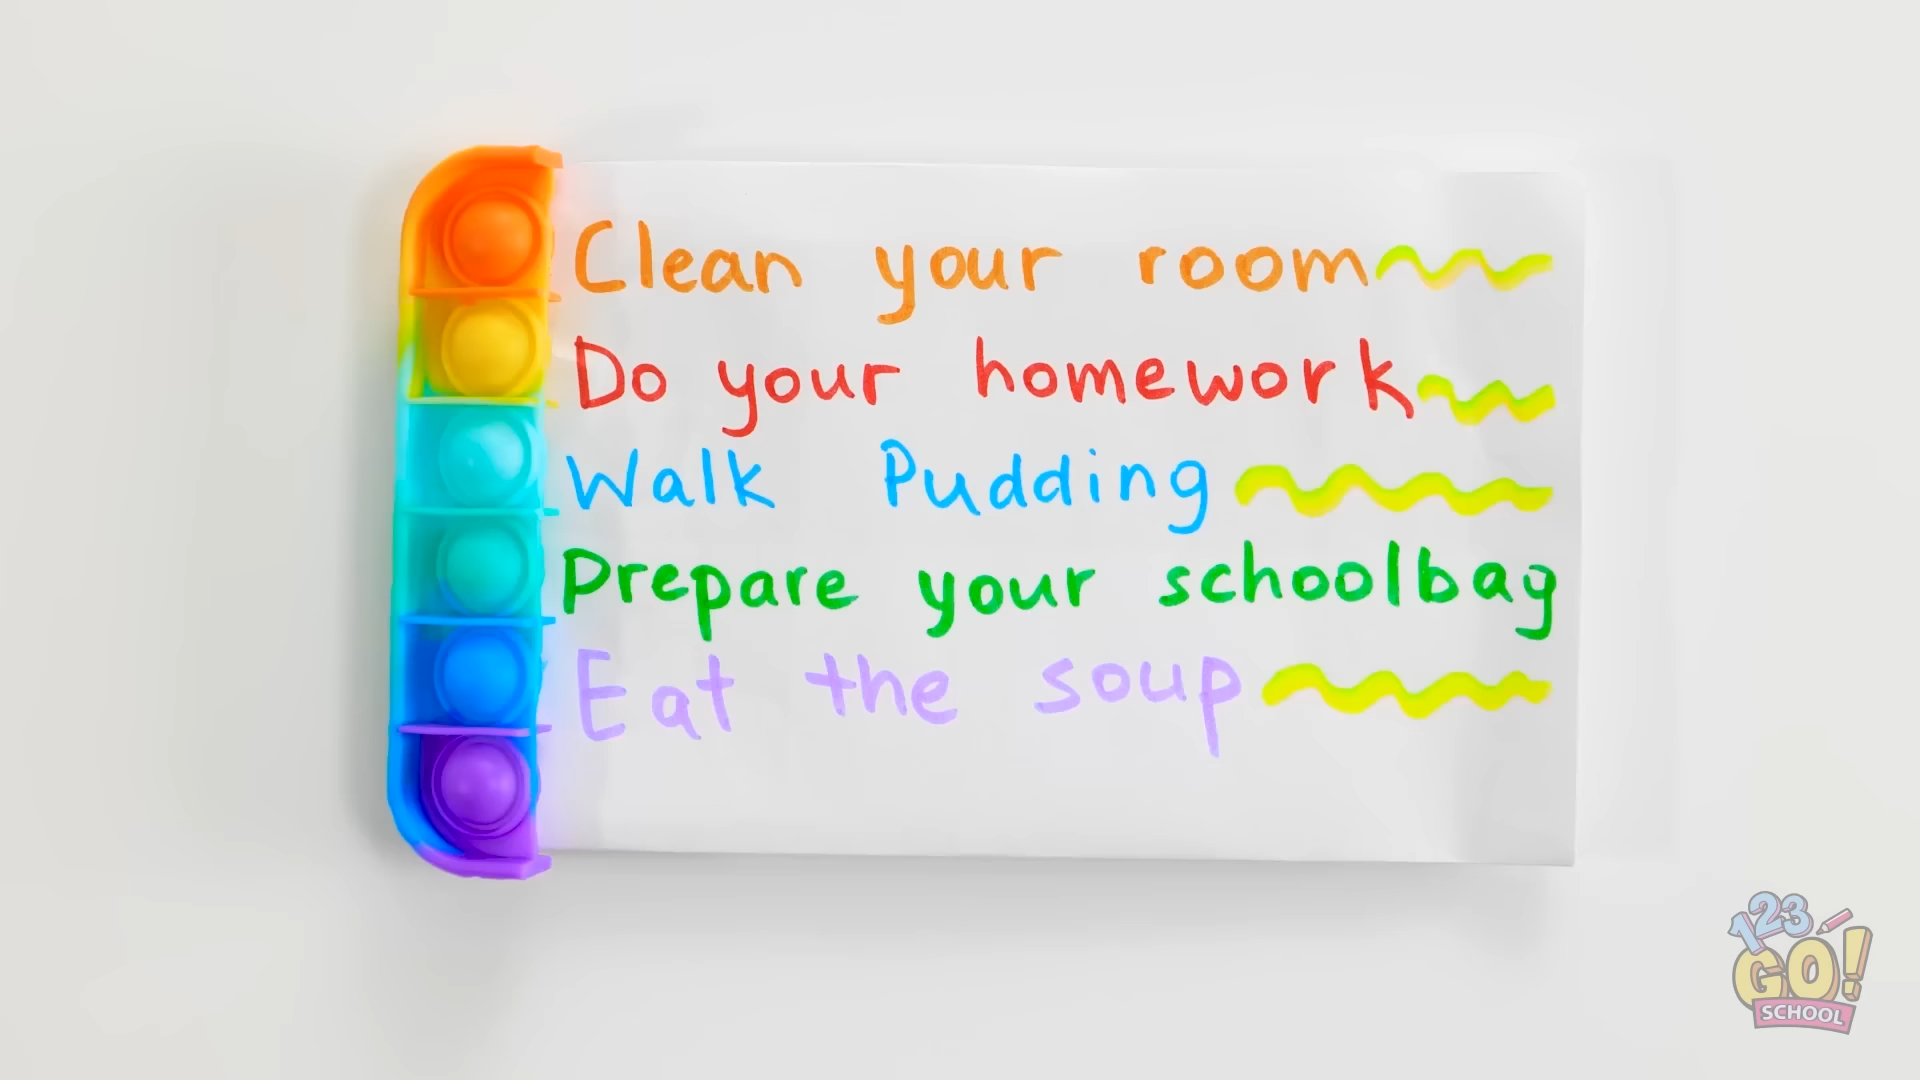 Clean your room
Do your homework
Walk Pudding
Prepare your schoolbag
Eat the soup
123
GO!
SCHOOL